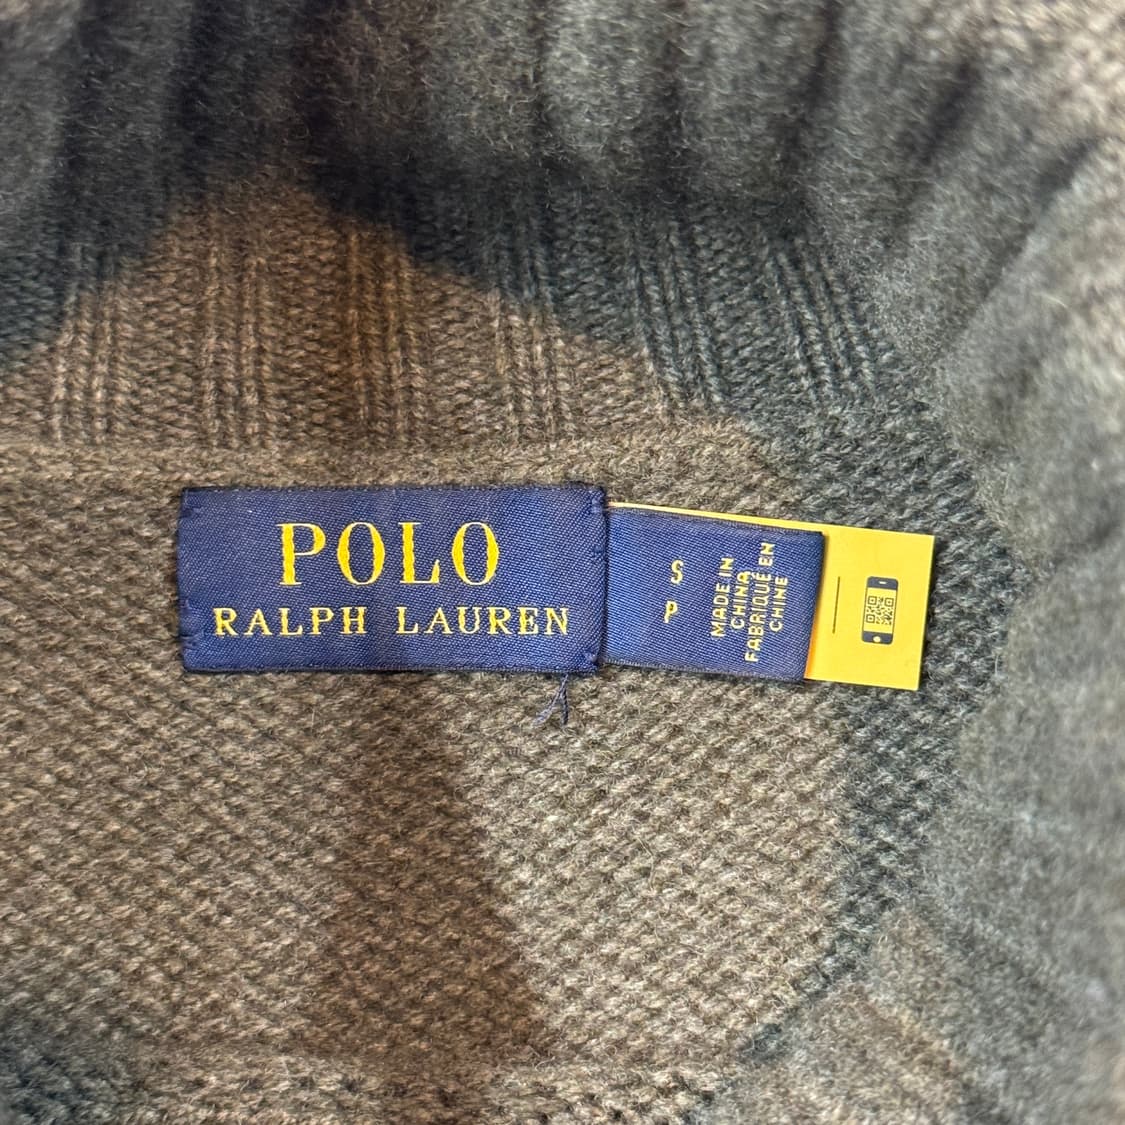 POLO
RALPH LAUREN
S
P
MADE IN
CHINA
FABRIQUÉ EN
CHINE